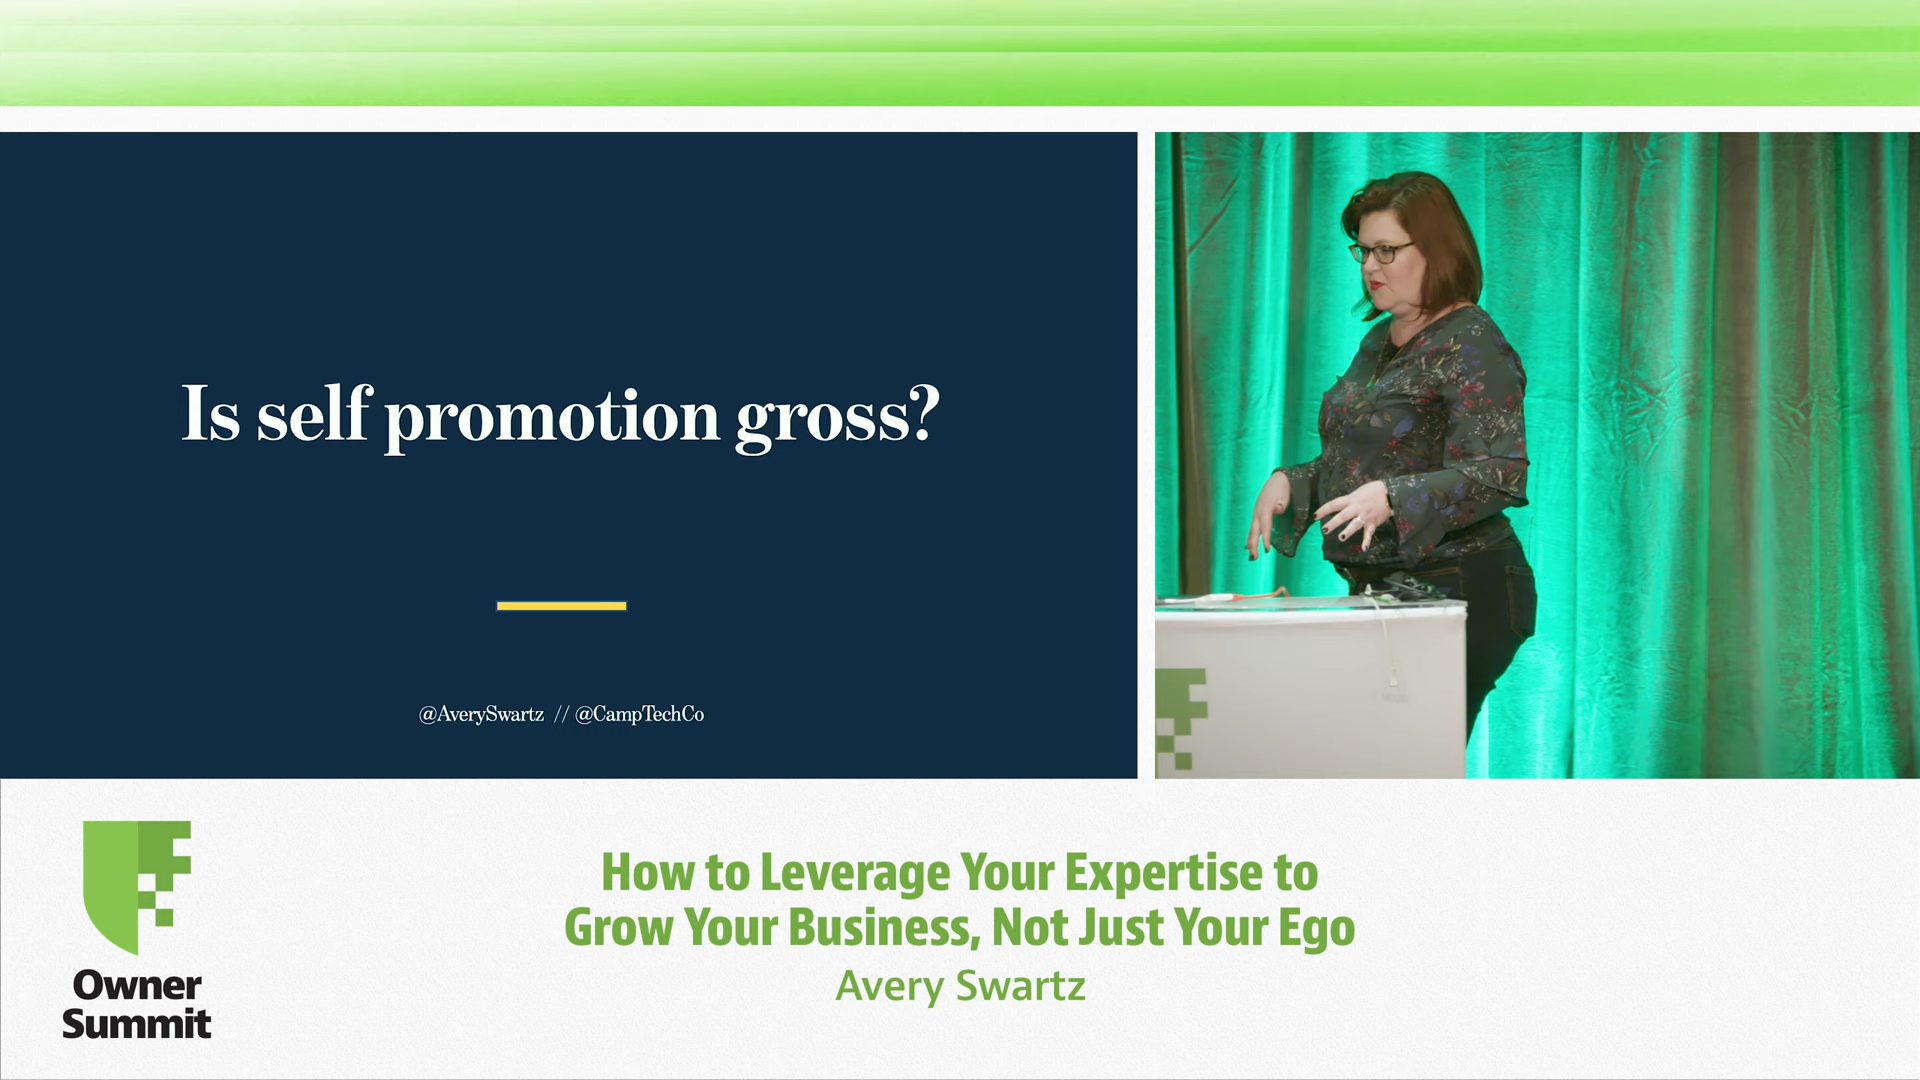 Is self promotion gross?
@AverySwartz // @CampTechCo
How to Leverage Your Expertise to
Grow Your Business, Not Just Your Ego
Avery Swartz
Owner
Summit